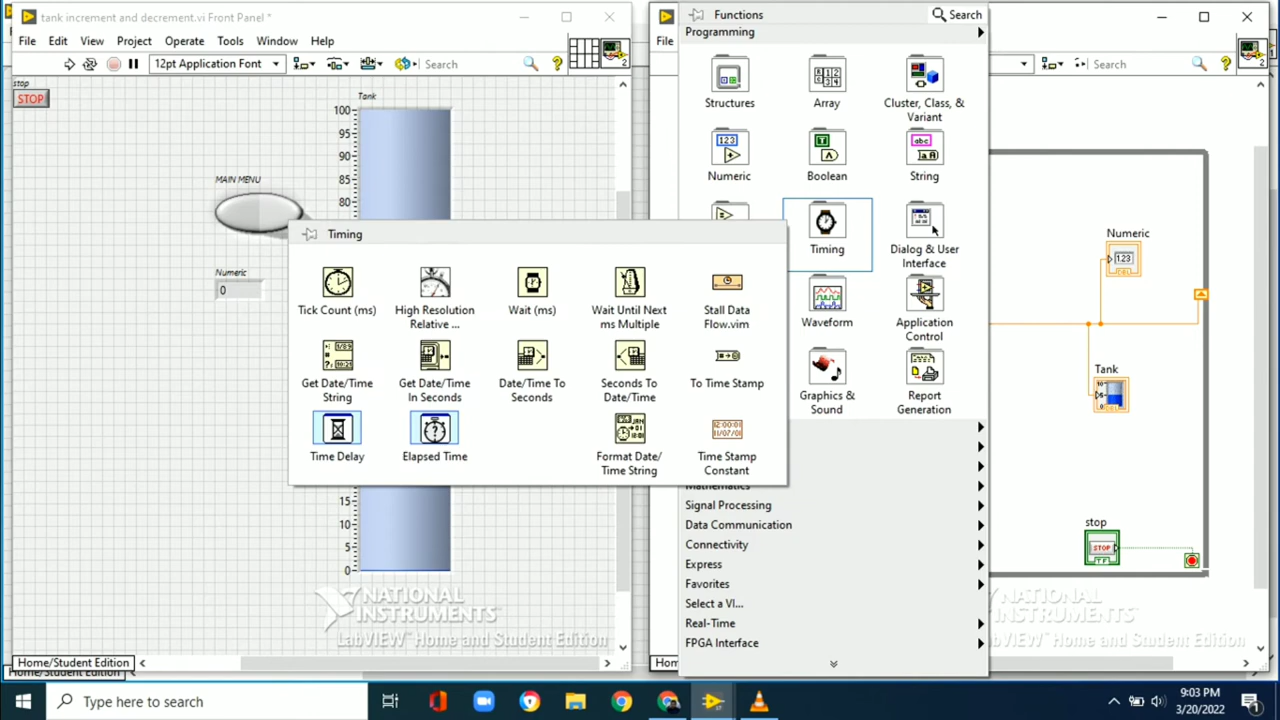 tank increment and decrement.vi Front Panel *
File Edit View Project Operate Tools Window Help
12pt Application Font
Search
stop
STOP
Tank
100
95
90
85
80
MAIN MENU
Numeric
0
15
10
5
0
NATIONAL
INSTRUMENTS
LabVIEW Home and Student Edition
Home/Student Edition
Home/Student Edition
Timing
Tick Count (ms)
High Resolution
Relative ...
Wait (ms)
Wait Until Next
ms Multiple
Stall Data
Flow.vim
Get Date/Time
String
Get Date/Time
In Seconds
Date/Time To
Seconds
Seconds To
Date/Time
To Time Stamp
Time Delay
Elapsed Time
Format Date/
Time String
Time Stamp
Constant
File
Functions
Search
Programming
Structures
Array
Cluster, Class, &
Variant
Numeric
Boolean
String
Timing
Dialog & User
Interface
Waveform
Application
Control
Graphics &
Sound
Report
Generation
Mathematics
Signal Processing
Data Communication
Connectivity
Express
Favorites
Select a VI...
Real-Time
FPGA Interface
Search
Numeric
123
Tank
stop
STOP
NATIONAL
INSTRUMENTS
LabVIEW Home and Student Edition
Hom
Type here to search
9:03 PM
3/20/2022